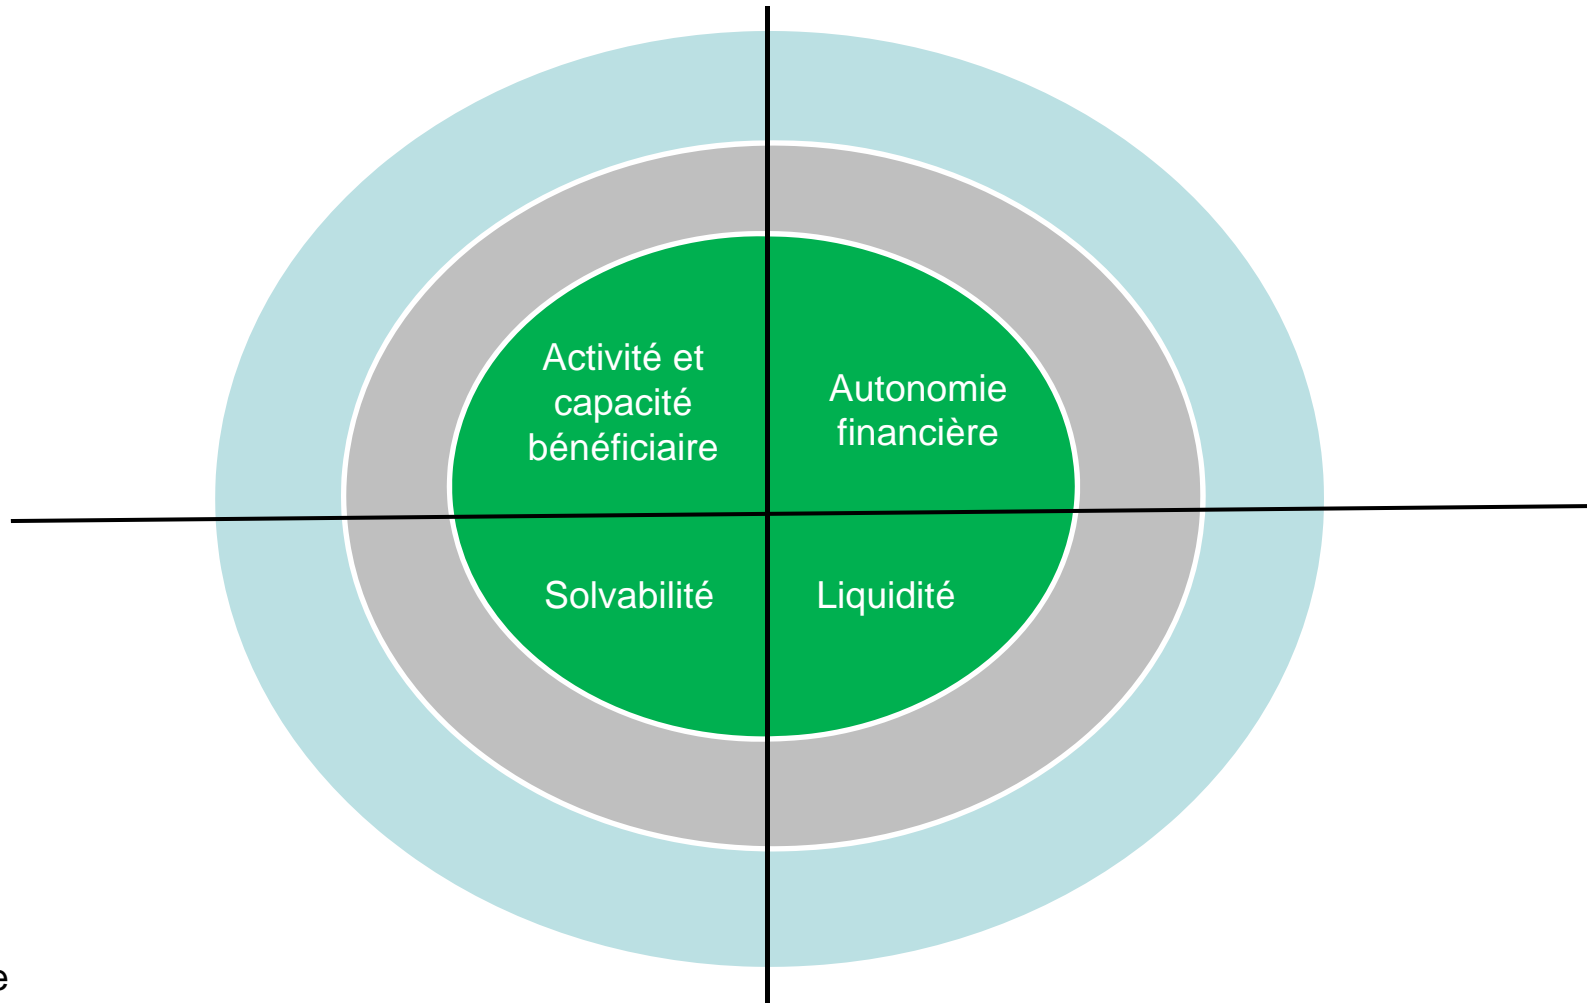 Activité et
capacité
bénéficiaire
Autonomie
financière
Solvabilité
Liquidité
e